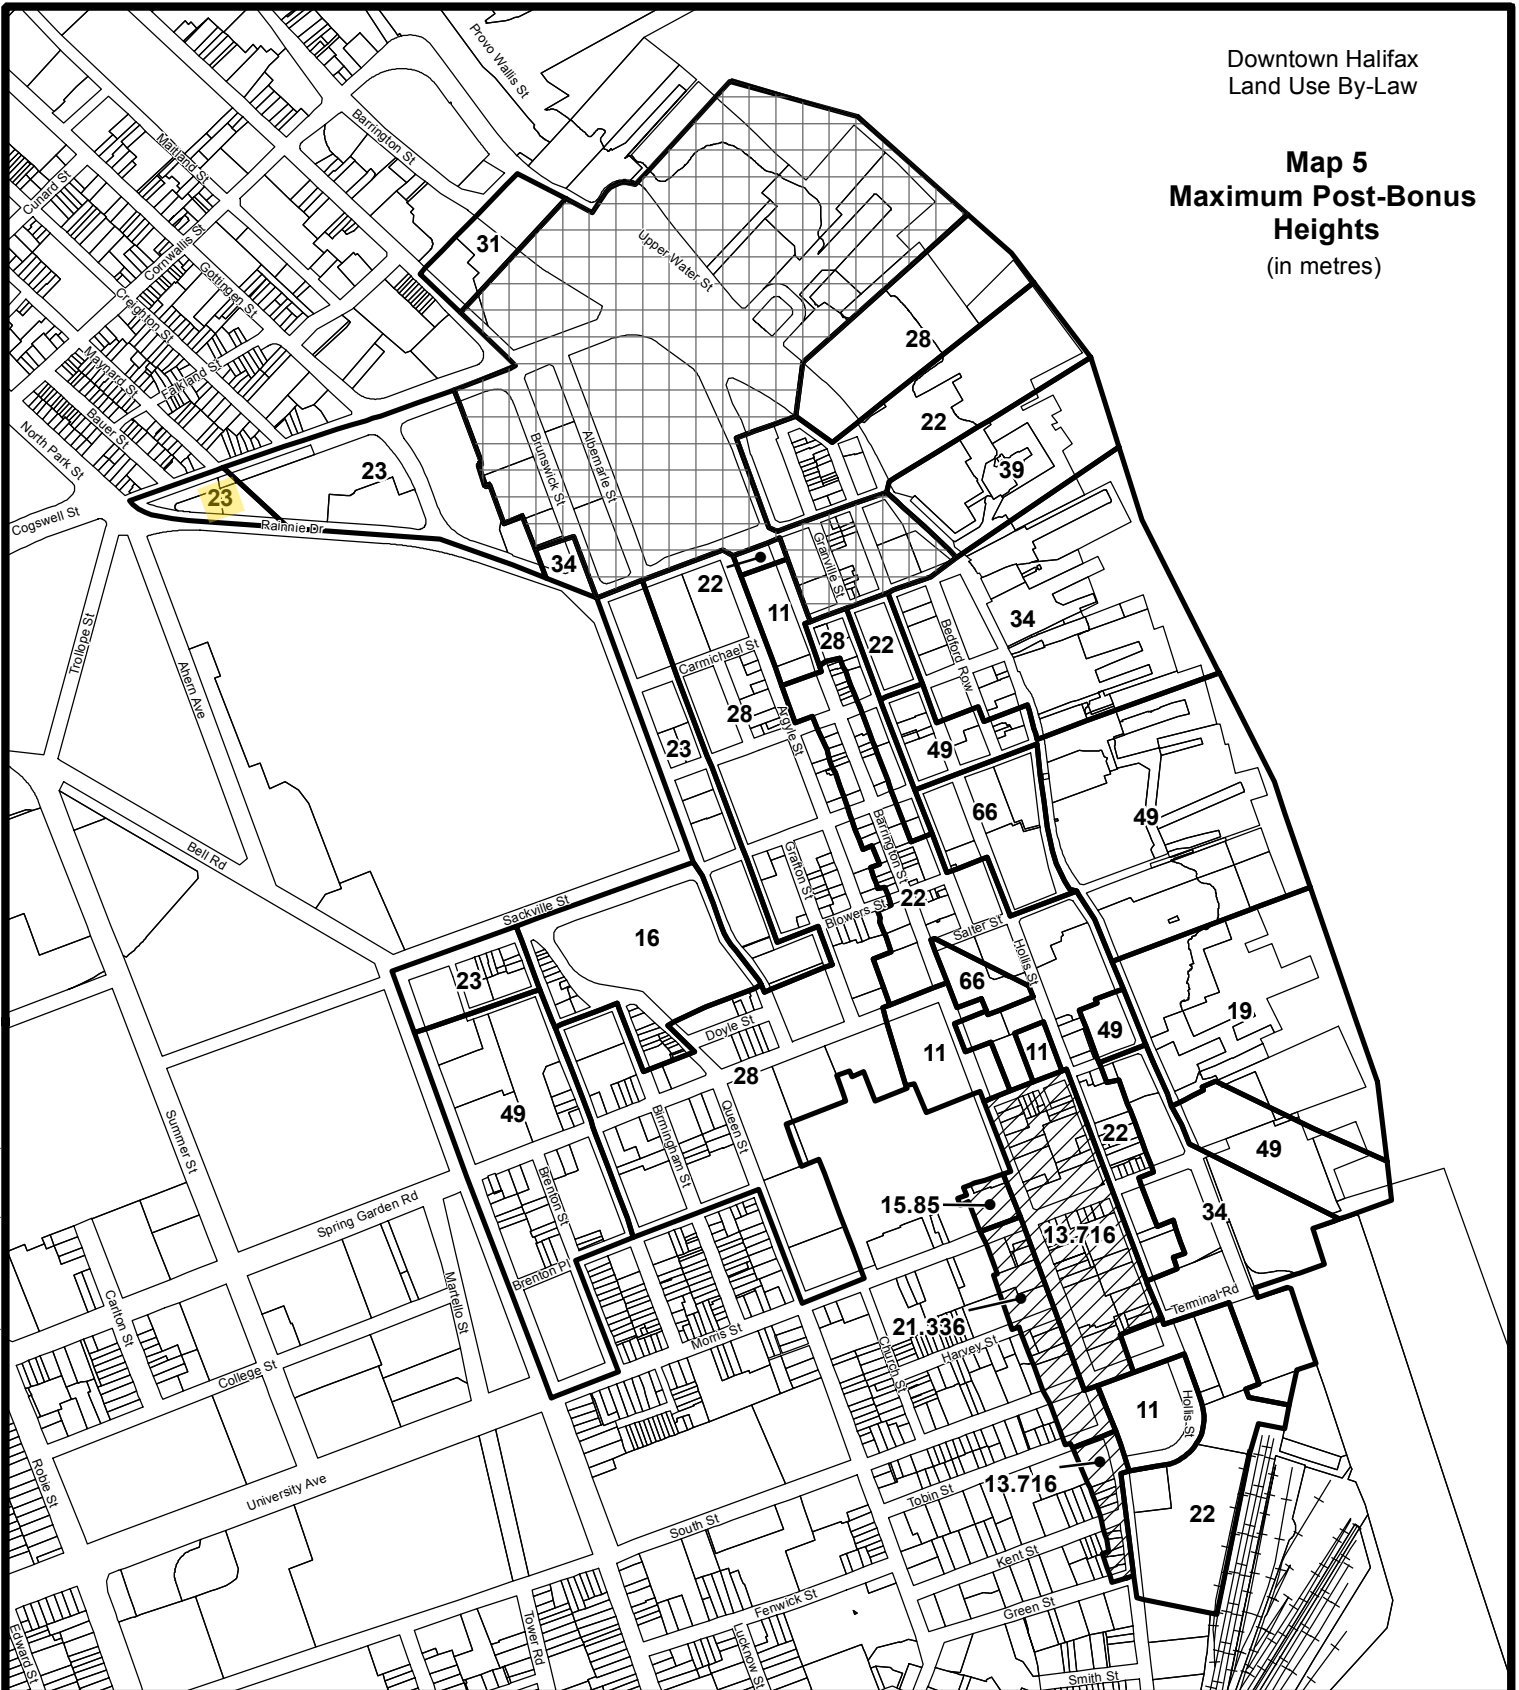 Downtown Halifax
Land Use By-Law
Map 5
Maximum Post-Bonus
Heights
(in metres)
Provo Wallis St
Barrington St
Maitland St
Cunard St
Cornwallis St
Gottingen St
Creighton St
Maynard St
Falkland St
Bauer St
North Park St
Cogswell St
Rainnie Dr
Upper Water St
Brunswick St
Albemarle St
31
28
22
39
23
23
34
22
11
28
22
34
Granville St
Bedford Row
Carmichael St
Argyle St
Trollope St
Ahern Ave
Bell Rd
28
23
49
66
49
Barrington St
Grafton St
Blowers St
22
Salter St
Hollis St
Sackville St
16
23
66
19
49
11
11
Doyle St
28
49
22
49
Queen St
Birmingham St
Brenton St
Summer St
Spring Garden Rd
15.85
13.716
34
Brenton Pl
Martello St
Carlton St
Terminal Rd
21.336
Morris St
Harvey St
Church St
College St
11
Hollis St
Robie St
University Ave
13.716
Tobin St
22
South St
Kent St
Fenwick St
Green St
Edward St
Tower Rd
Lucknow St
Smith St